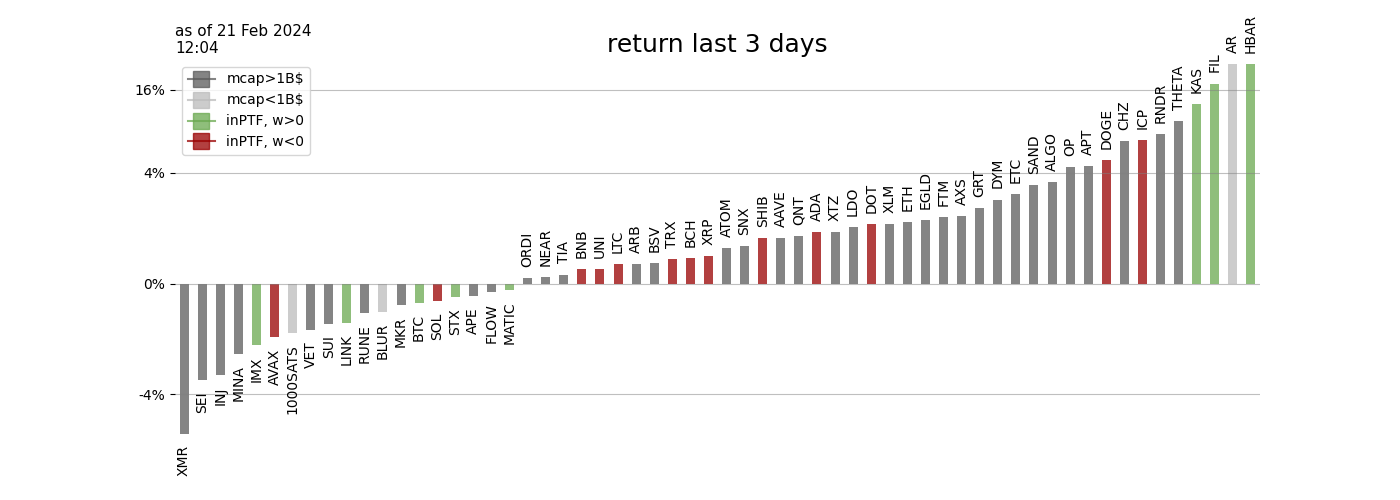 as of 21 Feb 2024
12:04
return last 3 days
mcap>1B$
mcap<1B$
inPTF, w>0
inPTF, w<0
16%
4%
0%
-4%
XMR
SEI
INJ
MINA
IMX
AVAX
1000SATS
VET
SUI
LINK
RUNE
BLUR
MKR
BTC
SOL
STX
APE
FLOW
MATIC
ORDI
NEAR
TIA
BNB
UNI
LTC
ARB
BSV
TRX
BCH
XRP
ATOM
SNX
SHIB
AAVE
QNT
ADA
XTZ
LDO
DOT
XLM
ETH
EGLD
FTM
AXS
GRT
DYM
ETC
SAND
ALGO
OP
APT
DOGE
CHZ
ICP
RNDR
THETA
KAS
FIL
AR
HBAR